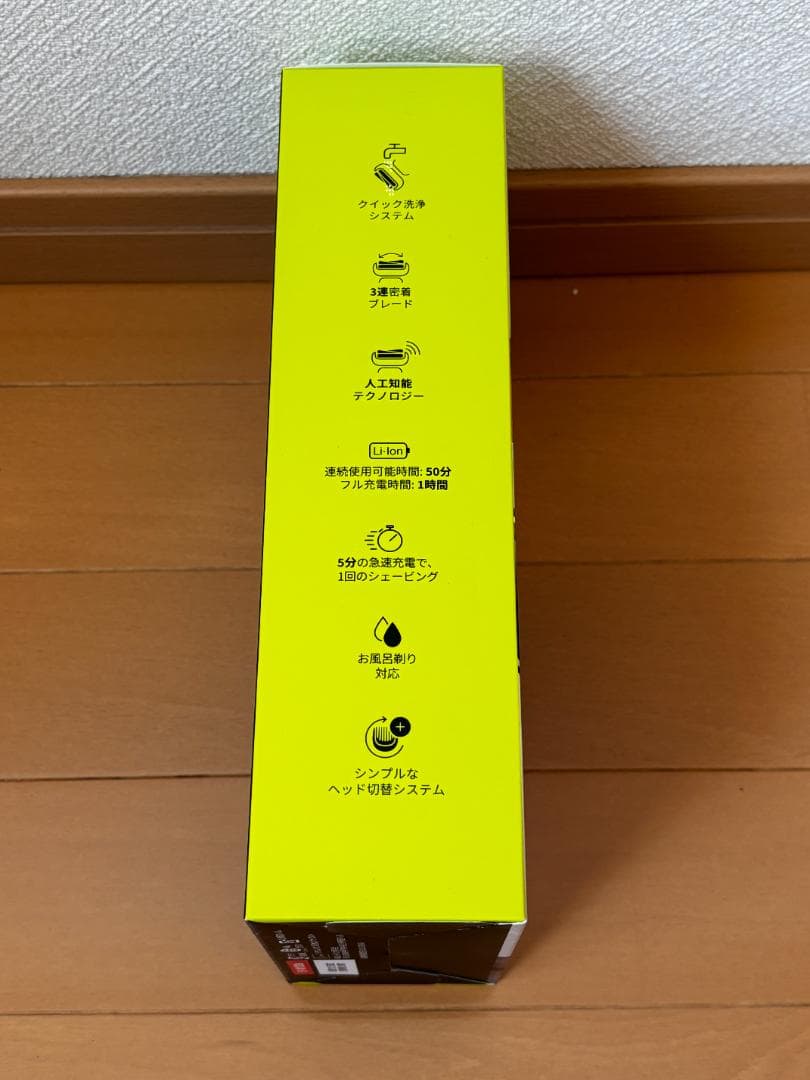 クイック洗浄
システム
3連密着
ブレード
人工知能
テクノロジー
Li-Ion
連続使用可能時間: 50分
フル充電時間: 1時間
5分の急速充電で、
1回のシェービング
お風呂剃り
対応
シンプルな
ヘッド切替システム